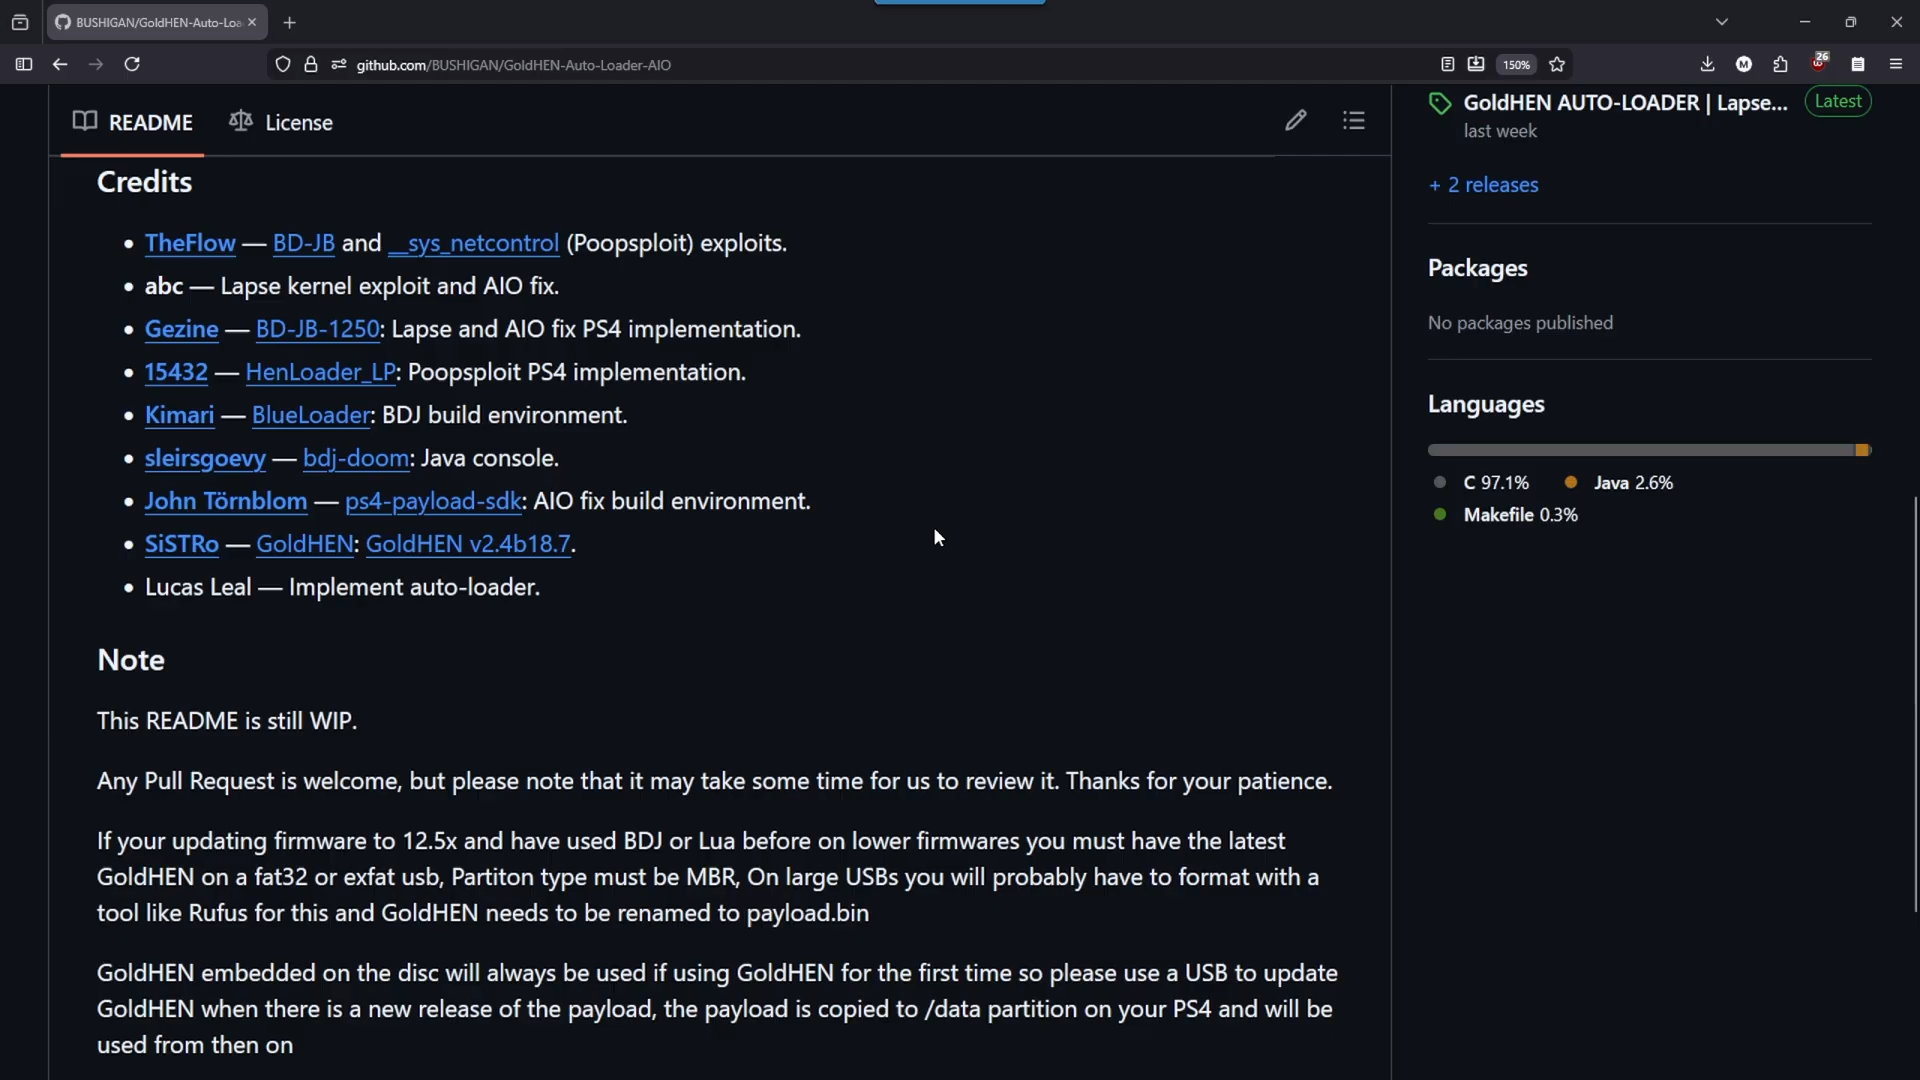 BUSHIGAN/GoldHEN-Auto-Loa
github.com/BUSHIGAN/GoldHEN-Auto-Loader-AIO
150%
M
26
README
License
GoldHEN AUTO-LOADER | Lapse...
Latest
last week
+ 2 releases
Packages
No packages published
Languages
C 97.1%
Java 2.6%
Makefile 0.3%
Credits
• TheFlow — BD-JB and __sys_netcontrol (Poopsploit) exploits.
• abc — Lapse kernel exploit and AIO fix.
• Gezine — BD-JB-1250: Lapse and AIO fix PS4 implementation.
• 15432 — HenLoader_LP: Poopsploit PS4 implementation.
• Kimari — BlueLoader: BDJ build environment.
• sleirsgoevy — bdj-doom: Java console.
• John Törnblom — ps4-payload-sdk: AIO fix build environment.
• SiSTRo — GoldHEN: GoldHEN v2.4b18.7.
• Lucas Leal — Implement auto-loader.
Note
This README is still WIP.
Any Pull Request is welcome, but please note that it may take some time for us to review it. Thanks for your patience.
If your updating firmware to 12.5x and have used BDJ or Lua before on lower firmwares you must have the latest
GoldHEN on a fat32 or exfat usb, Partiton type must be MBR, On large USBs you will probably have to format with a
tool like Rufus for this and GoldHEN needs to be renamed to payload.bin
GoldHEN embedded on the disc will always be used if using GoldHEN for the first time so please use a USB to update
GoldHEN when there is a new release of the payload, the payload is copied to /data partition on your PS4 and will be
used from then on